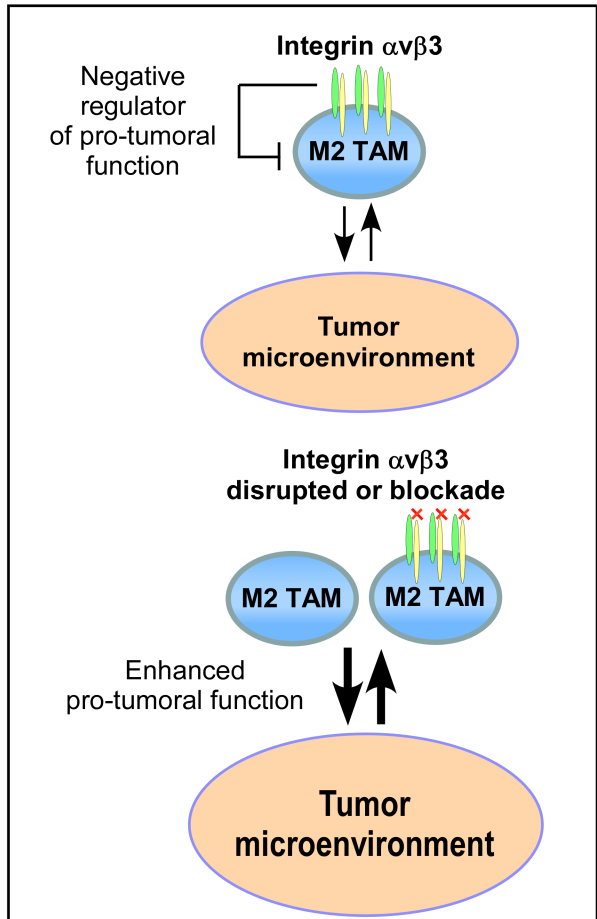 Integrin αvβ3
Negative
regulator
of pro-tumoral
function
M2 TAM
Tumor
microenvironment
Integrin αvβ3
disrupted or blockade
M2 TAM
M2 TAM
Enhanced
pro-tumoral function
Tumor
microenvironment